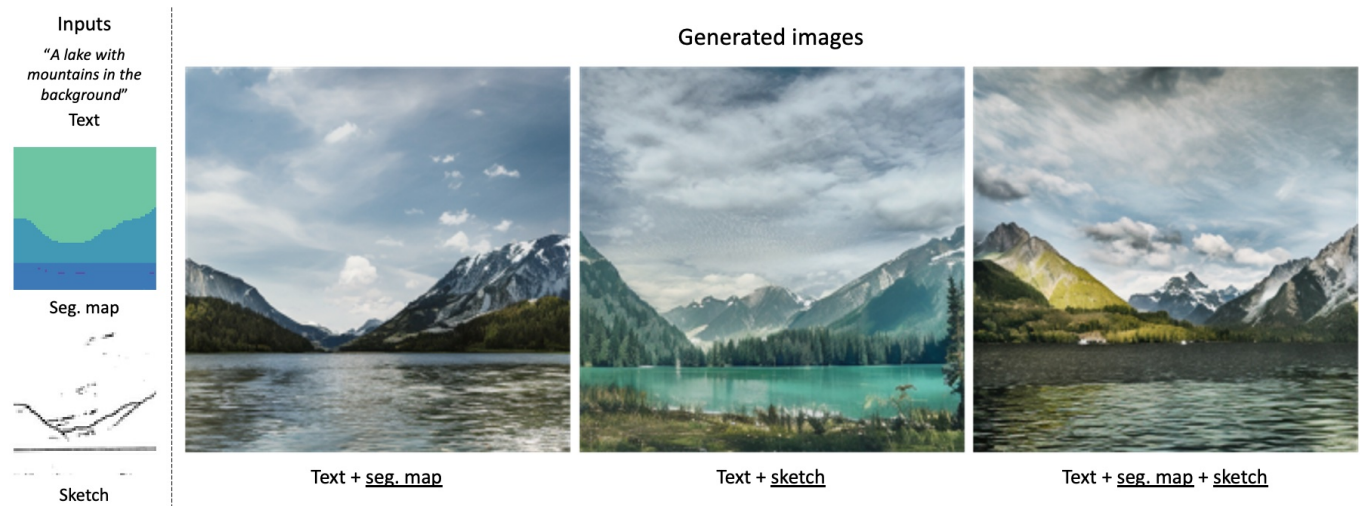 Inputs
“A lake with
mountains in the
background”
Text
Seg. map
Sketch
Generated images
Text + seg. map
Text + sketch
Text + seg. map + sketch